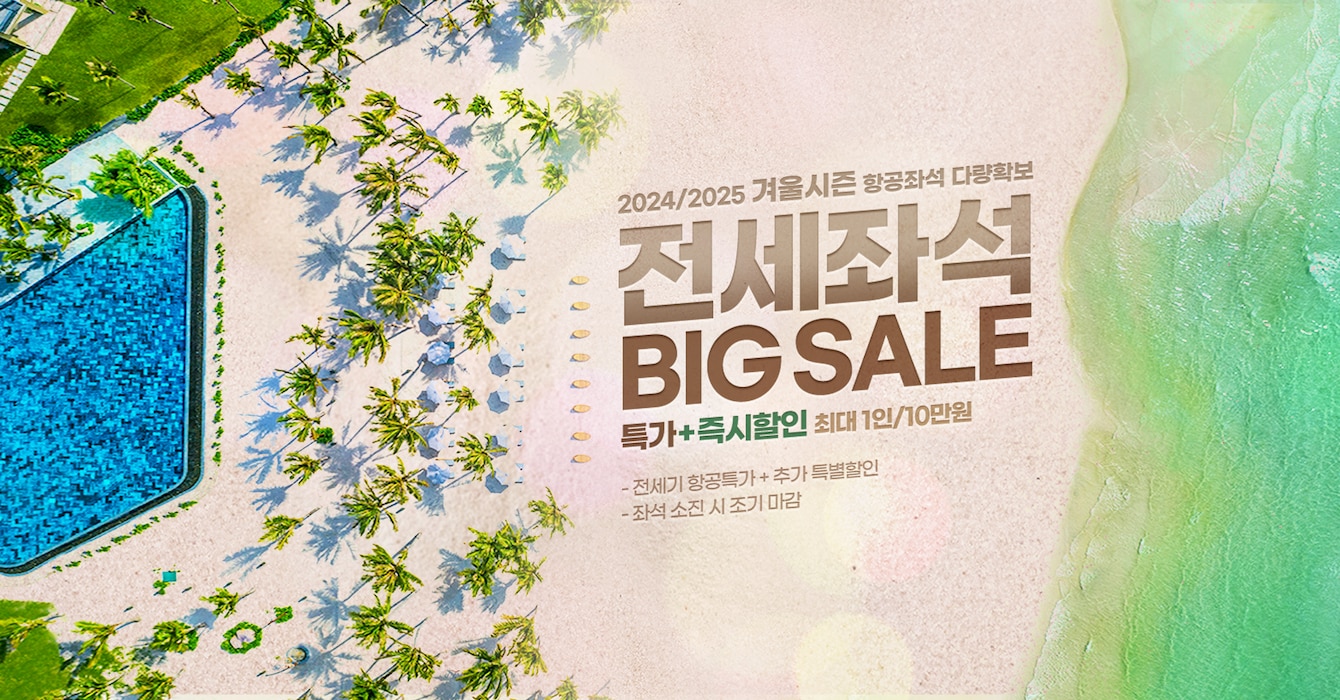 2024/2025 겨울시즌 항공좌석 다량확보
전세좌석
BIG SALE
특가+즉시할인 최대 1인/10만원
- 전세기 항공특가 + 추가 특별할인
- 좌석 소진 시 조기 마감